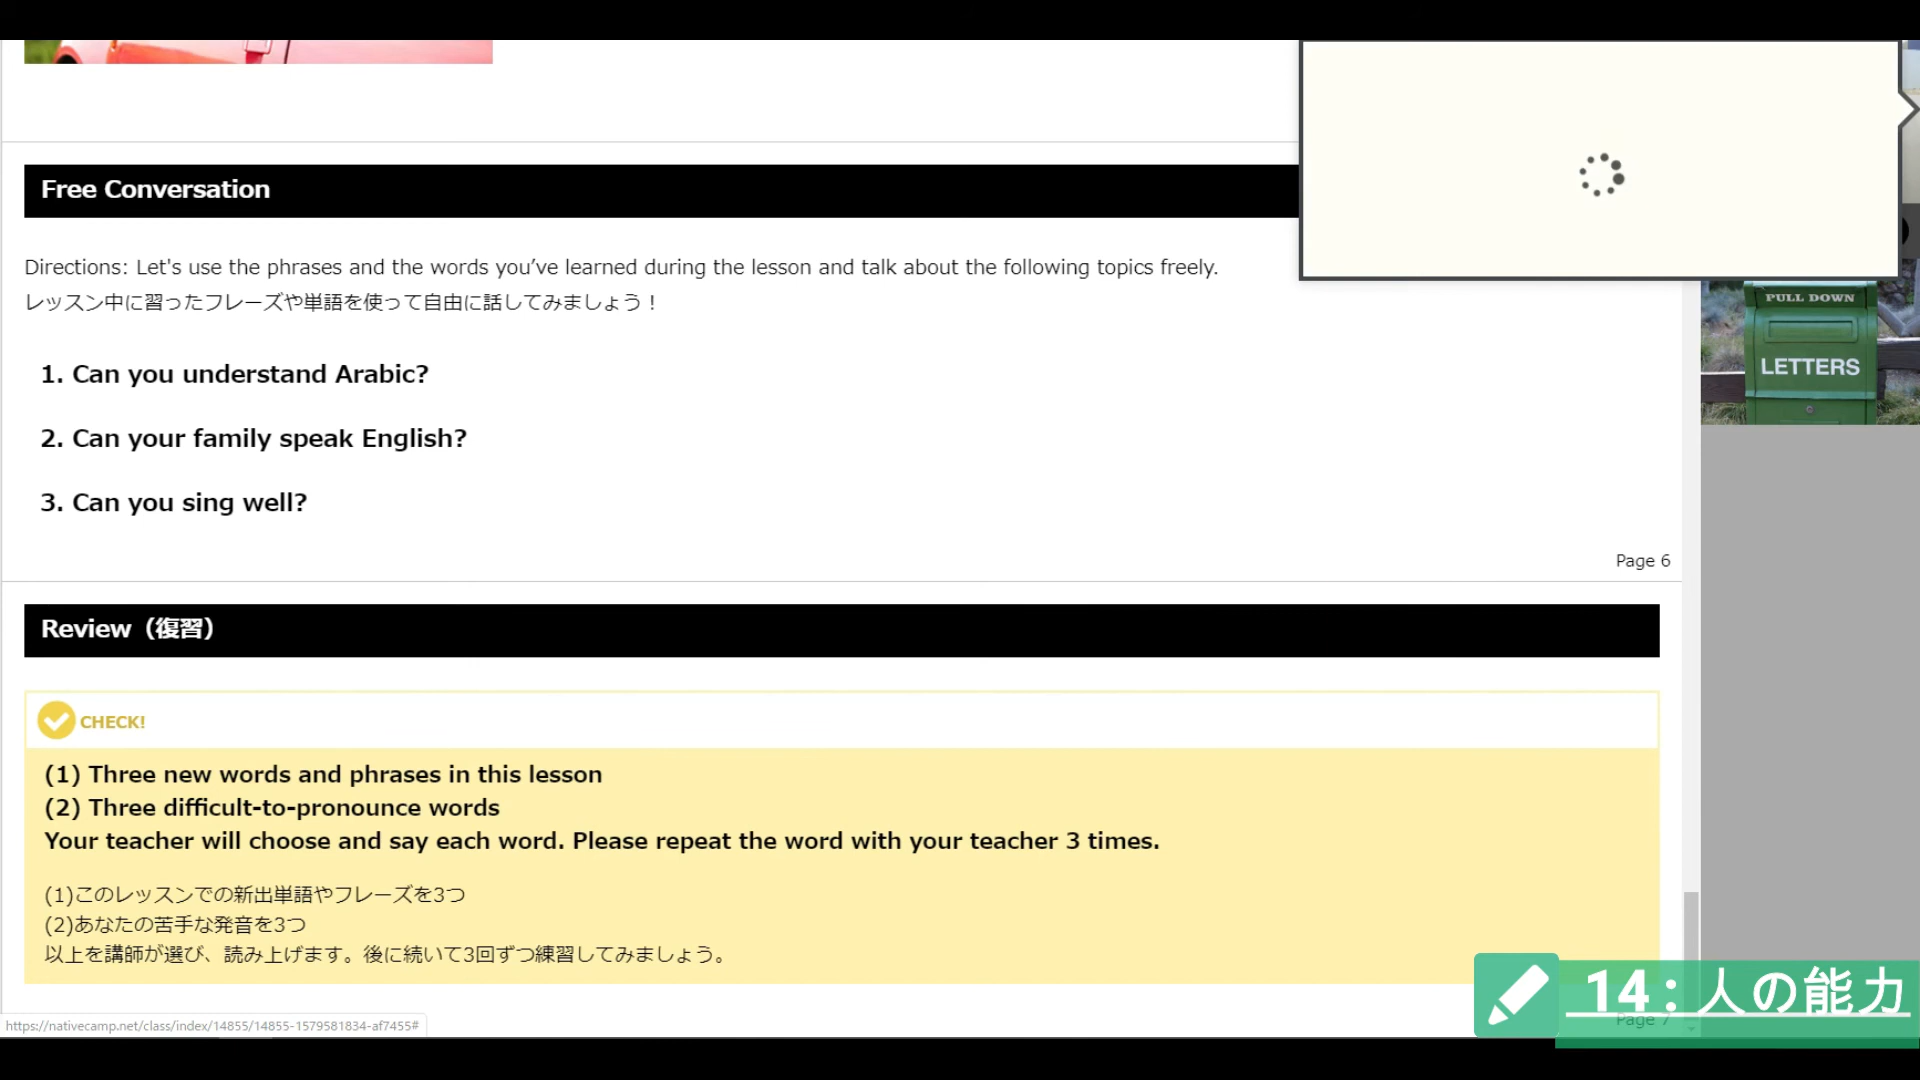 Free Conversation
Directions: Let's use the phrases and the words you’ve learned during the lesson and talk about the following topics freely.
レッスン中に習ったフレーズや単語を使って自由に話してみましょう！
1. Can you understand Arabic?
2. Can your family speak English?
3. Can you sing well?
Page 6
PULL DOWN
LETTERS
Review（復習）
CHECK!
(1) Three new words and phrases in this lesson
(2) Three difficult-to-pronounce words
Your teacher will choose and say each word. Please repeat the word with your teacher 3 times.
(1)このレッスンでの新出単語やフレーズを3つ
(2)あなたの苦手な発音を3つ
以上を講師が選び、読み上げます。後に続いて3回ずつ練習してみましょう。
14：人の能力
Page 7
https://nativecamp.net/class/index/14855/14855-1579581834-af7455#